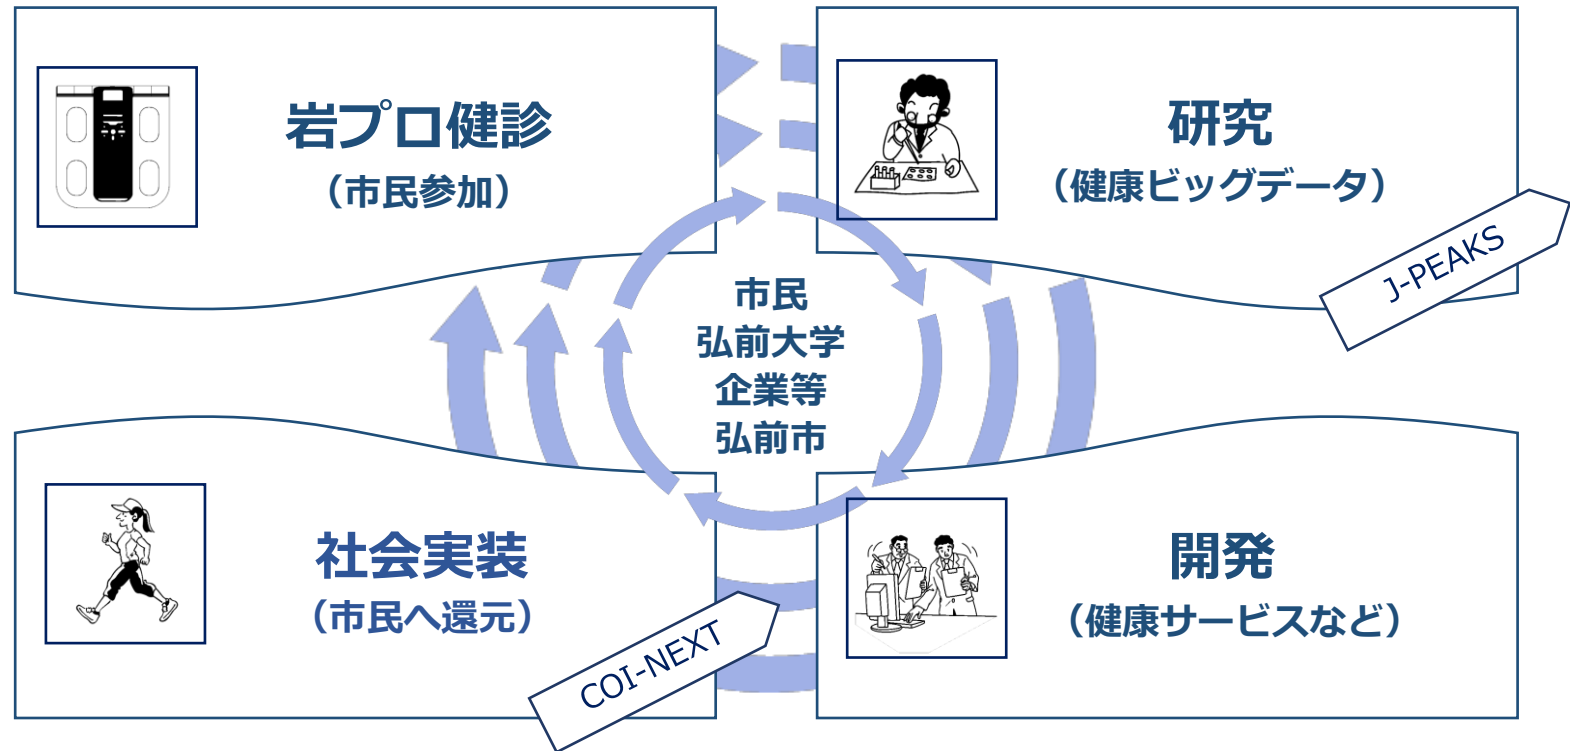 岩プロ健診
（市民参加）
研究
（健康ビッグデータ）
J-PEAKS
市民
弘前大学
企業等
弘前市
社会実装
（市民へ還元）
COI-NEXT
開発
（健康サービスなど）